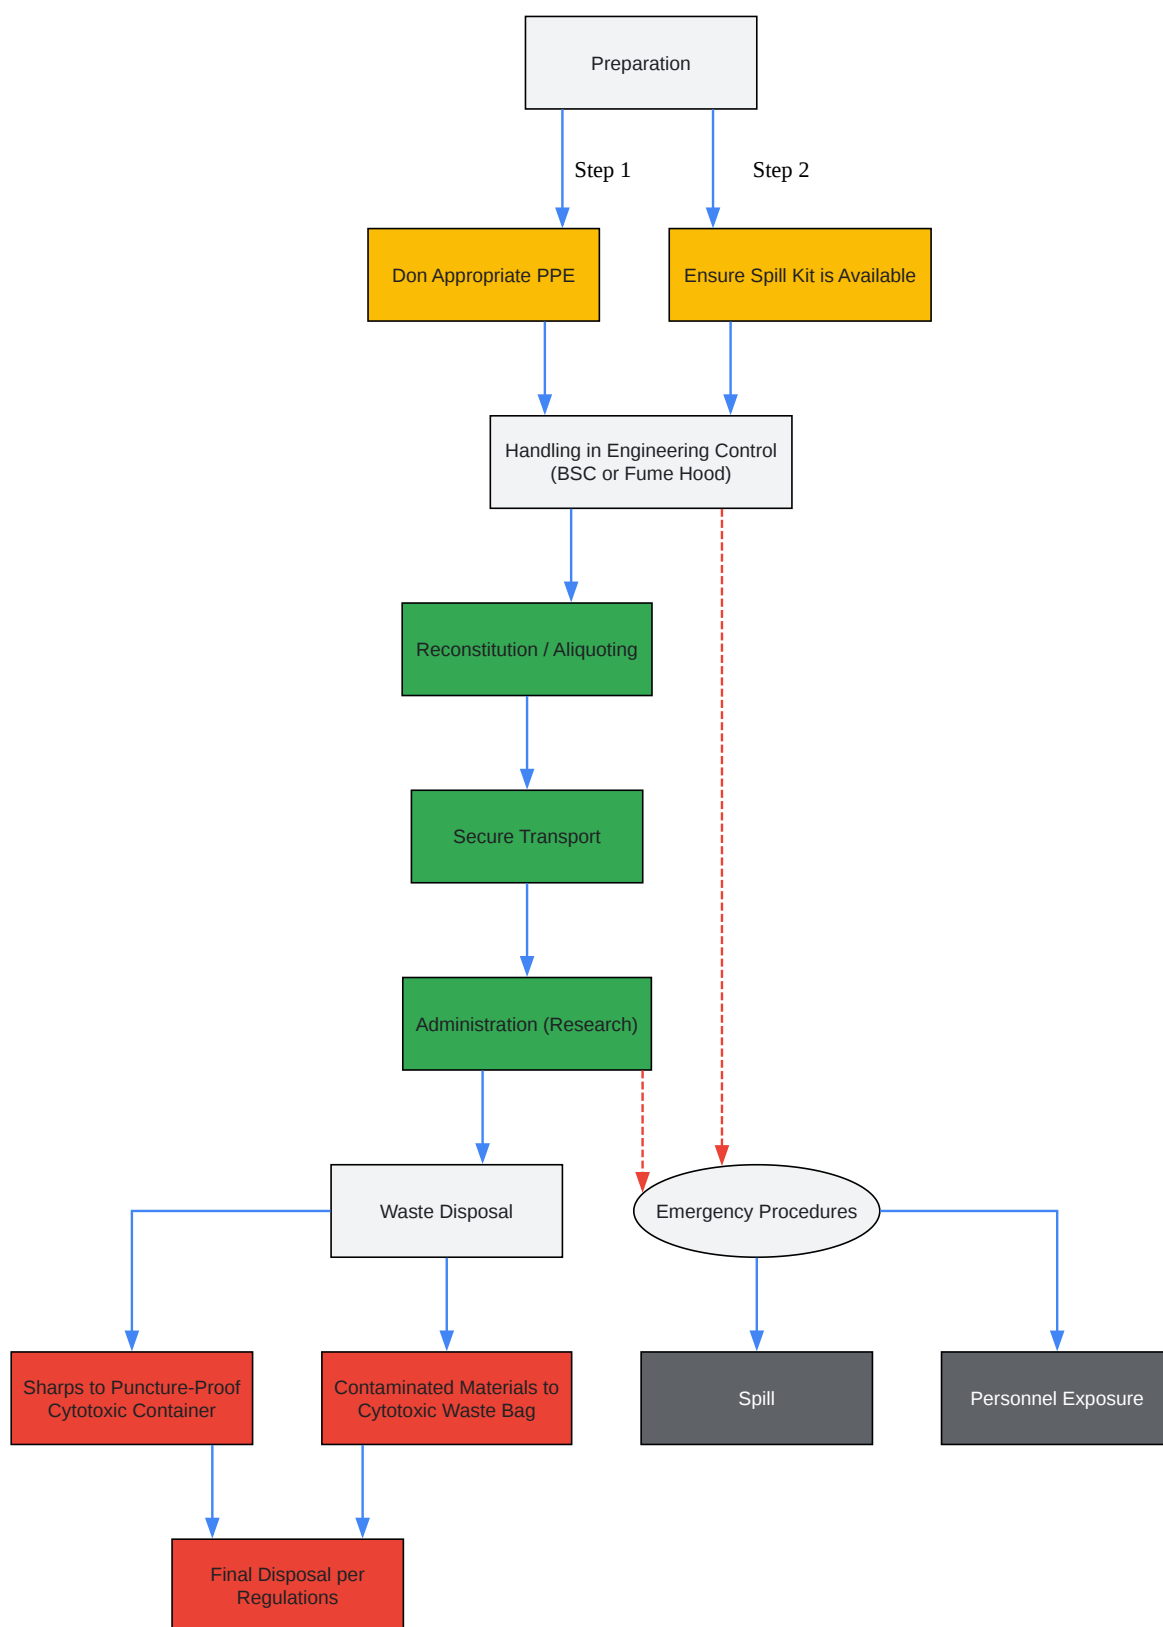 Preparation
Step 1
Step 2
Don Appropriate PPE
Ensure Spill Kit is Available
Handling in Engineering Control
(BSC or Fume Hood)
Reconstitution / Aliquoting
Secure Transport
Administration (Research)
Waste Disposal
Emergency Procedures
Sharps to Puncture-Proof
Cytotoxic Container
Contaminated Materials to
Cytotoxic Waste Bag
Spill
Personnel Exposure
Final Disposal per
Regulations